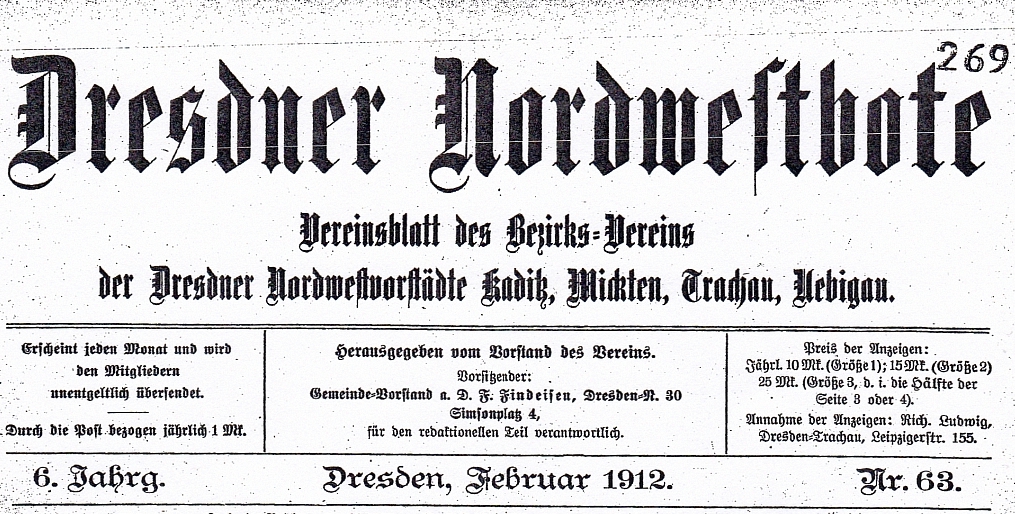 269
Dresdner Nordwestbote
Vereinsblatt des Bezirks-Vereins
der Dresdner Nordwestvorstädte Kaditz, Mickten, Trachau, Uebigau.
Erscheint jeden Monat und wird
den Mitgliedern
unentgeltlich übersendet.
Durch die Post bezogen jährlich 1 Mk.
Herausgegeben vom Vorstand des Vereins.
Vorsitzender:
Gemeinde-Vorstand a. D. F. Findeisen, Dresden-N. 30
Simsonplatz 4,
für den redaktionellen Teil verantwortlich.
Preis der Anzeigen:
Jährl. 10 Mk. (Größe 1); 15 Mk. (Größe 2)
25 Mk. (Größe 3, d. i. die Hälfte der
Seite 3 oder 4).
Annahme der Anzeigen: Rich. Ludwig,
Dresden-Trachau, Leipzigerstr. 155.
6. Jahrg.
Dresden, Februar 1912.
Nr. 63.